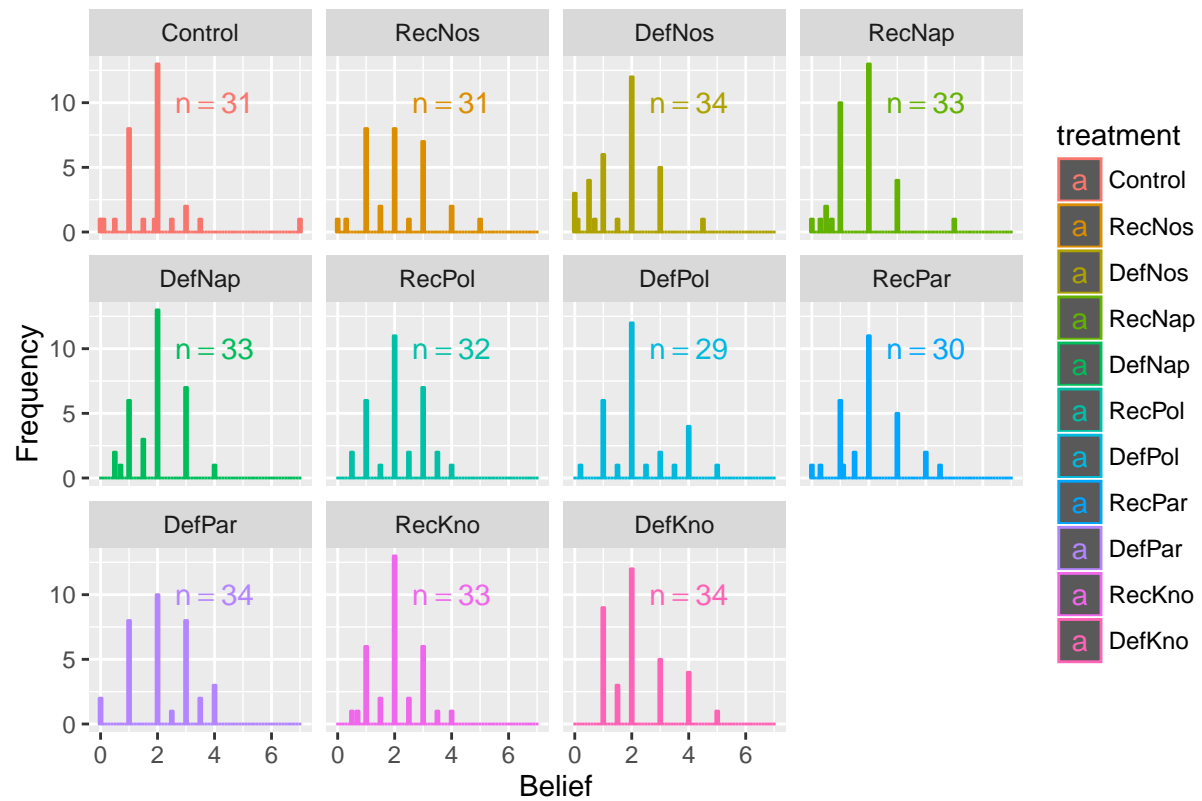 Control RecNos DefNos RecNap
n = 31 n = 31 n = 34 n = 33
10
5
0
DefNap RecPol DefPol RecPar
n = 33 n = 32 n = 29 n = 30
10
5
0
DefPar RecKno DefKno
n = 34 n = 33 n = 34
10
5
0
0 2 4 6 0 2 4 6 0 2 4 6
Belief
Frequency
treatment
a Control
a RecNos
a DefNos
a RecNap
a DefNap
a RecPol
a DefPol
a RecPar
a DefPar
a RecKno
a DefKno